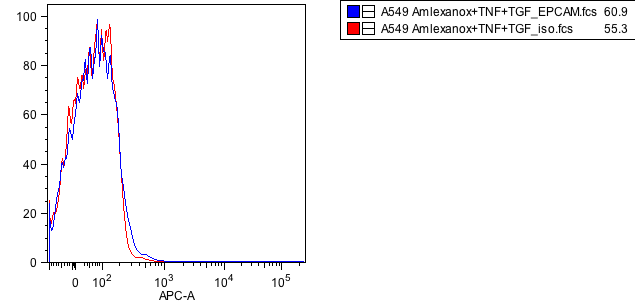 A549 Amlexanox+TNF+TGF_EPCAM.fcs 60.9
A549 Amlexanox+TNF+TGF_iso.fcs 55.3
100
80
60
40
20
0
0 10² 10³ 10⁴ 10⁵
APC-A